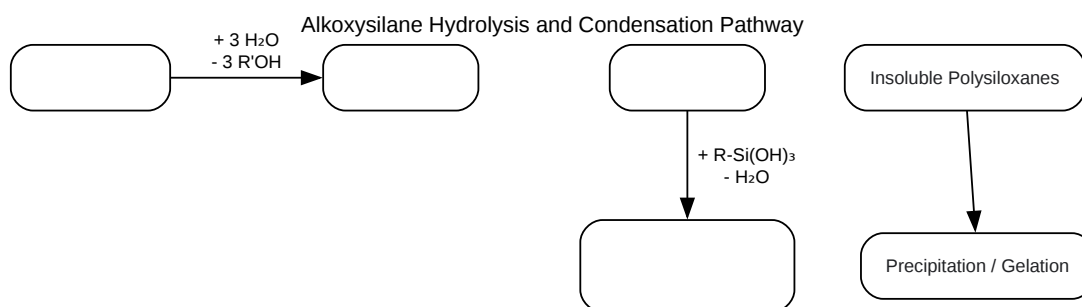 Alkoxysilane Hydrolysis and Condensation Pathway
+ 3 H₂O
- 3 R'OH
Insoluble Polysiloxanes
+ R-Si(OH)₃
- H₂O
Precipitation / Gelation